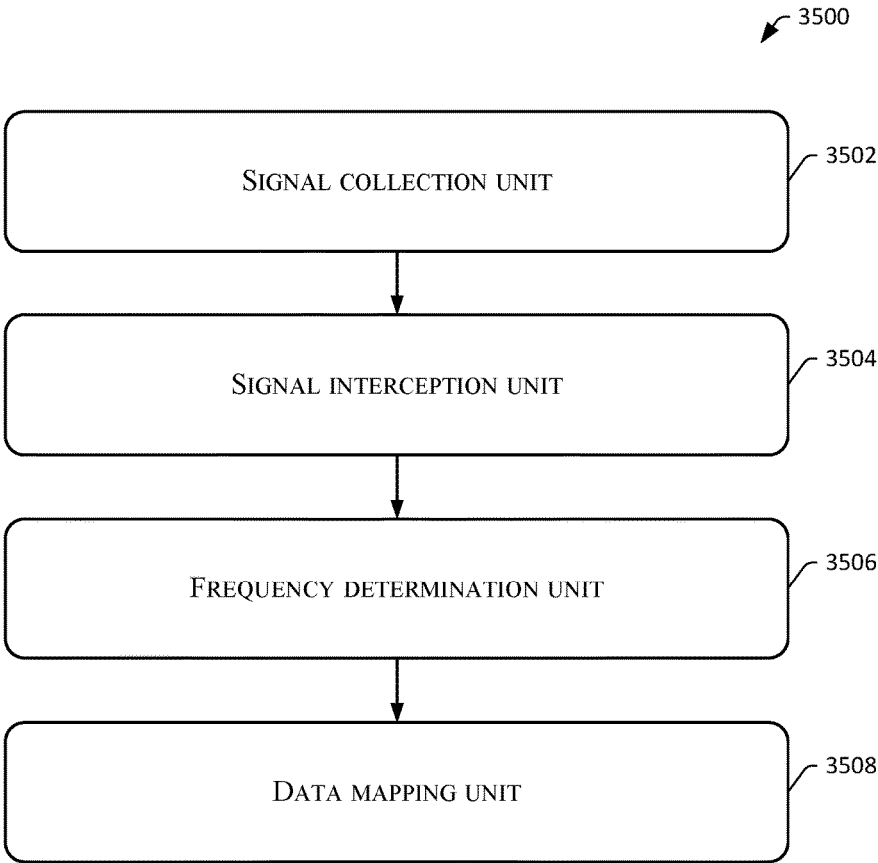 3500
SIGNAL COLLECTION UNIT
3502
SIGNAL INTERCEPTION UNIT
3504
FREQUENCY DETERMINATION UNIT
3506
DATA MAPPING UNIT
3508